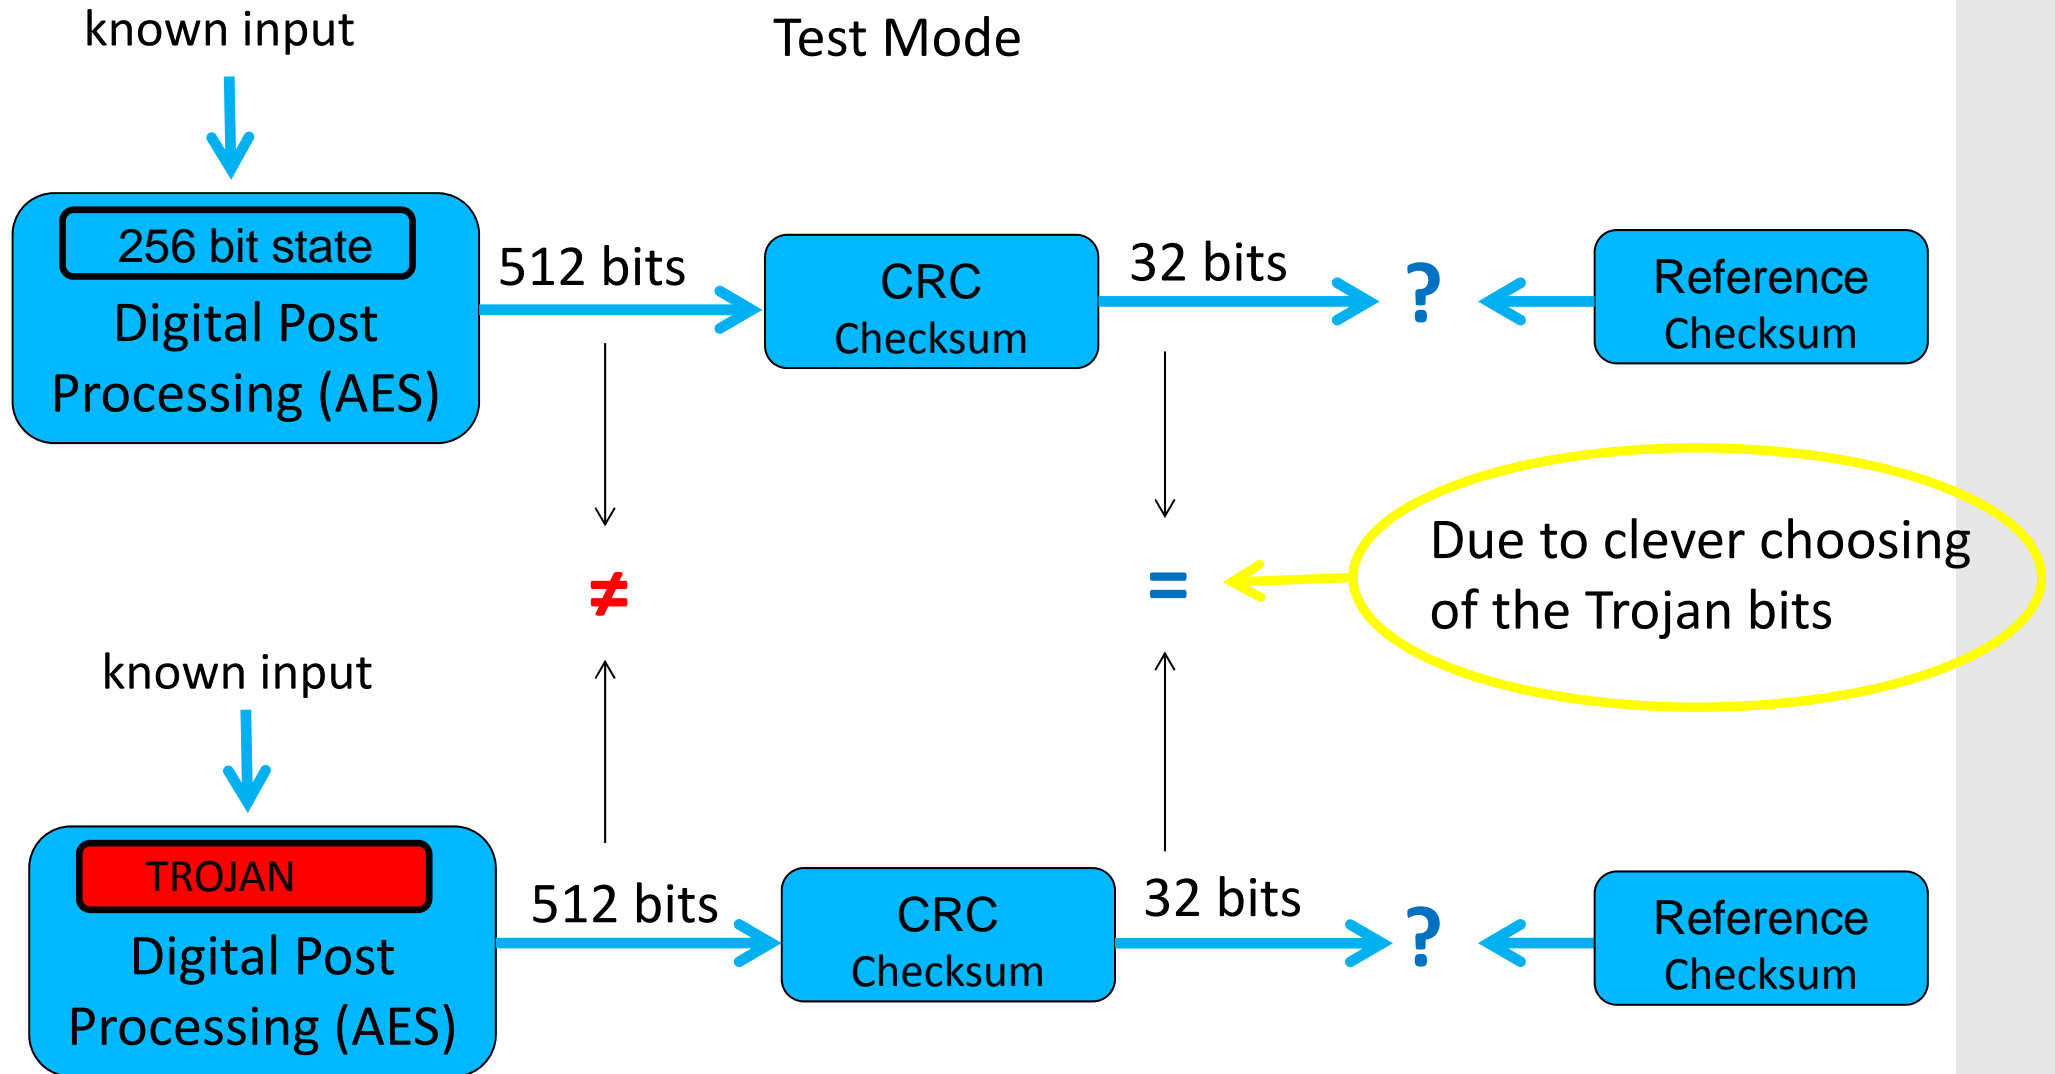 known input
Test Mode
256 bit state
Digital Post
Processing (AES)
512 bits
CRC
Checksum
32 bits
?
Reference
Checksum
≠
=
Due to clever choosing
of the Trojan bits
known input
TROJAN
Digital Post
Processing (AES)
512 bits
CRC
Checksum
32 bits
?
Reference
Checksum